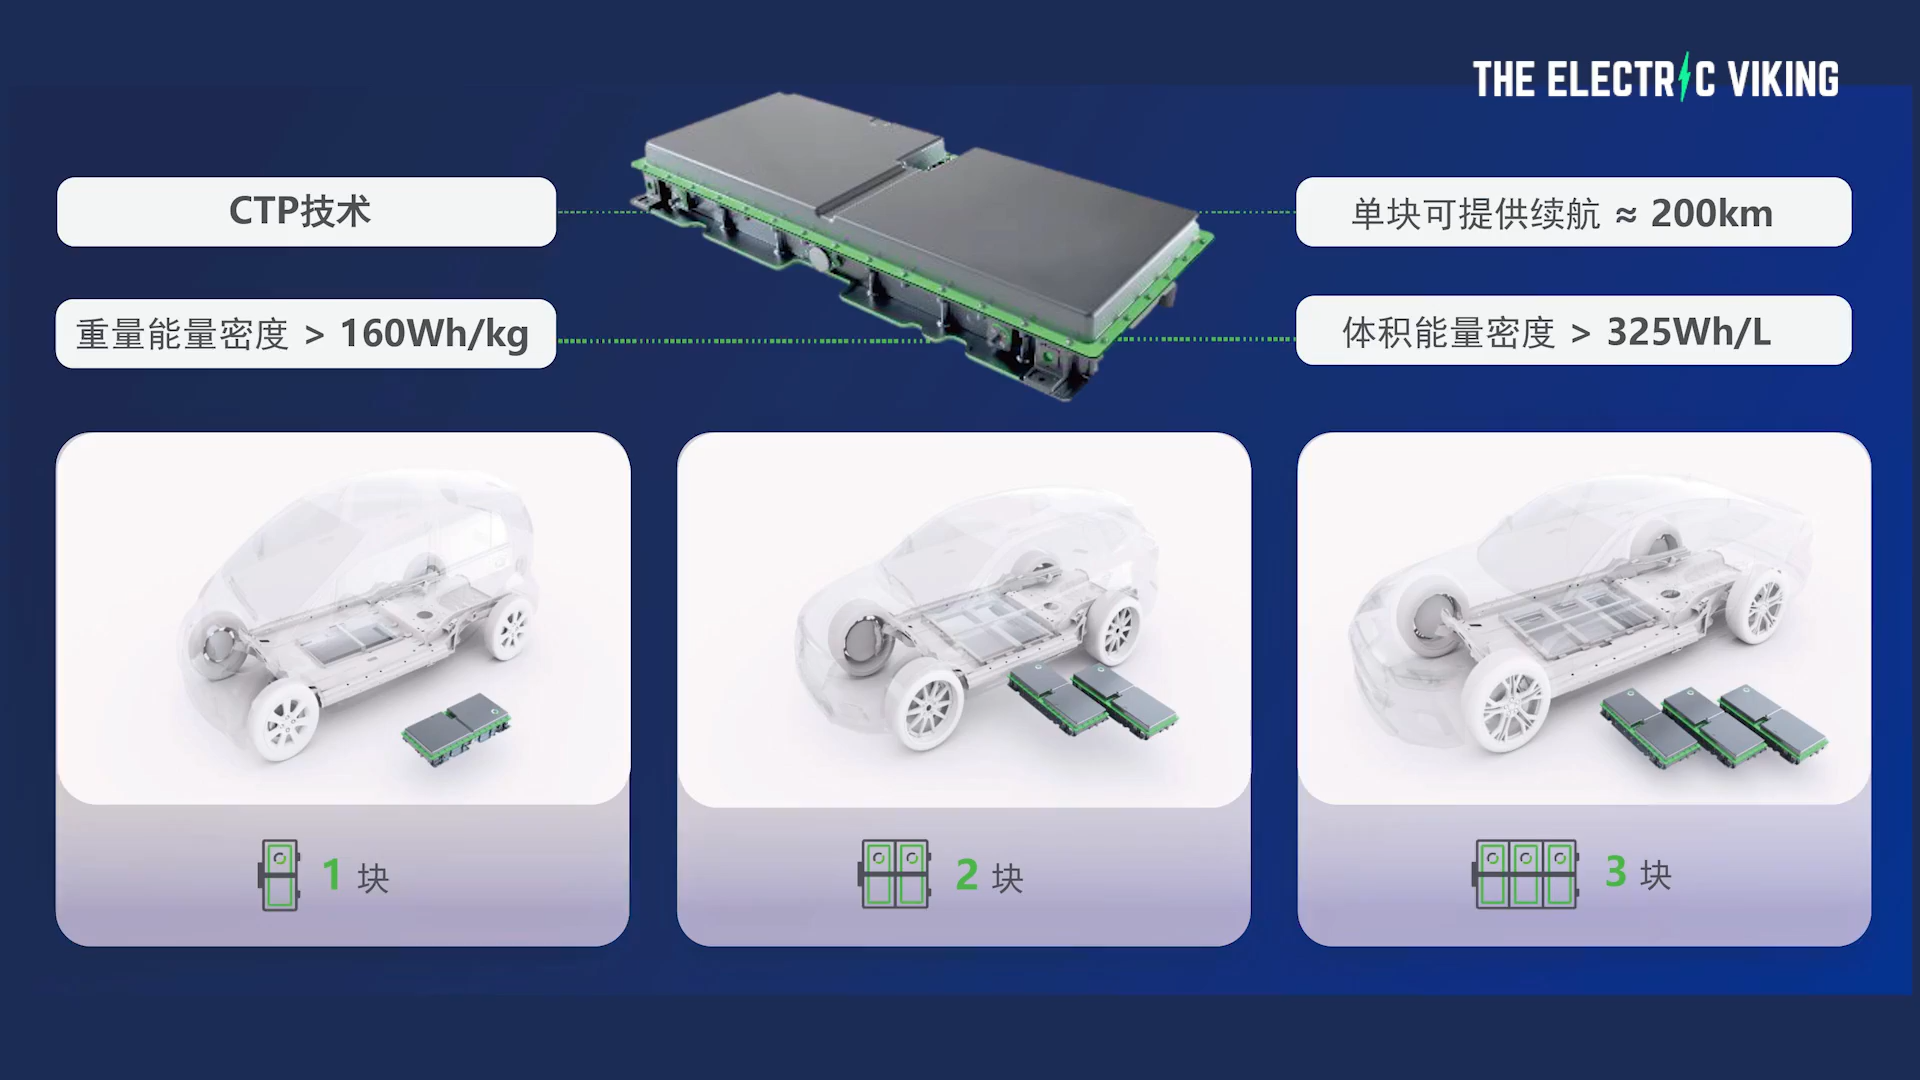 THE ELECTRIC VIKING
CTP技术
单块可提供续航 ≈ 200km
重量能量密度 > 160Wh/kg
体积能量密度 > 325Wh/L
1 块
2 块
3 块